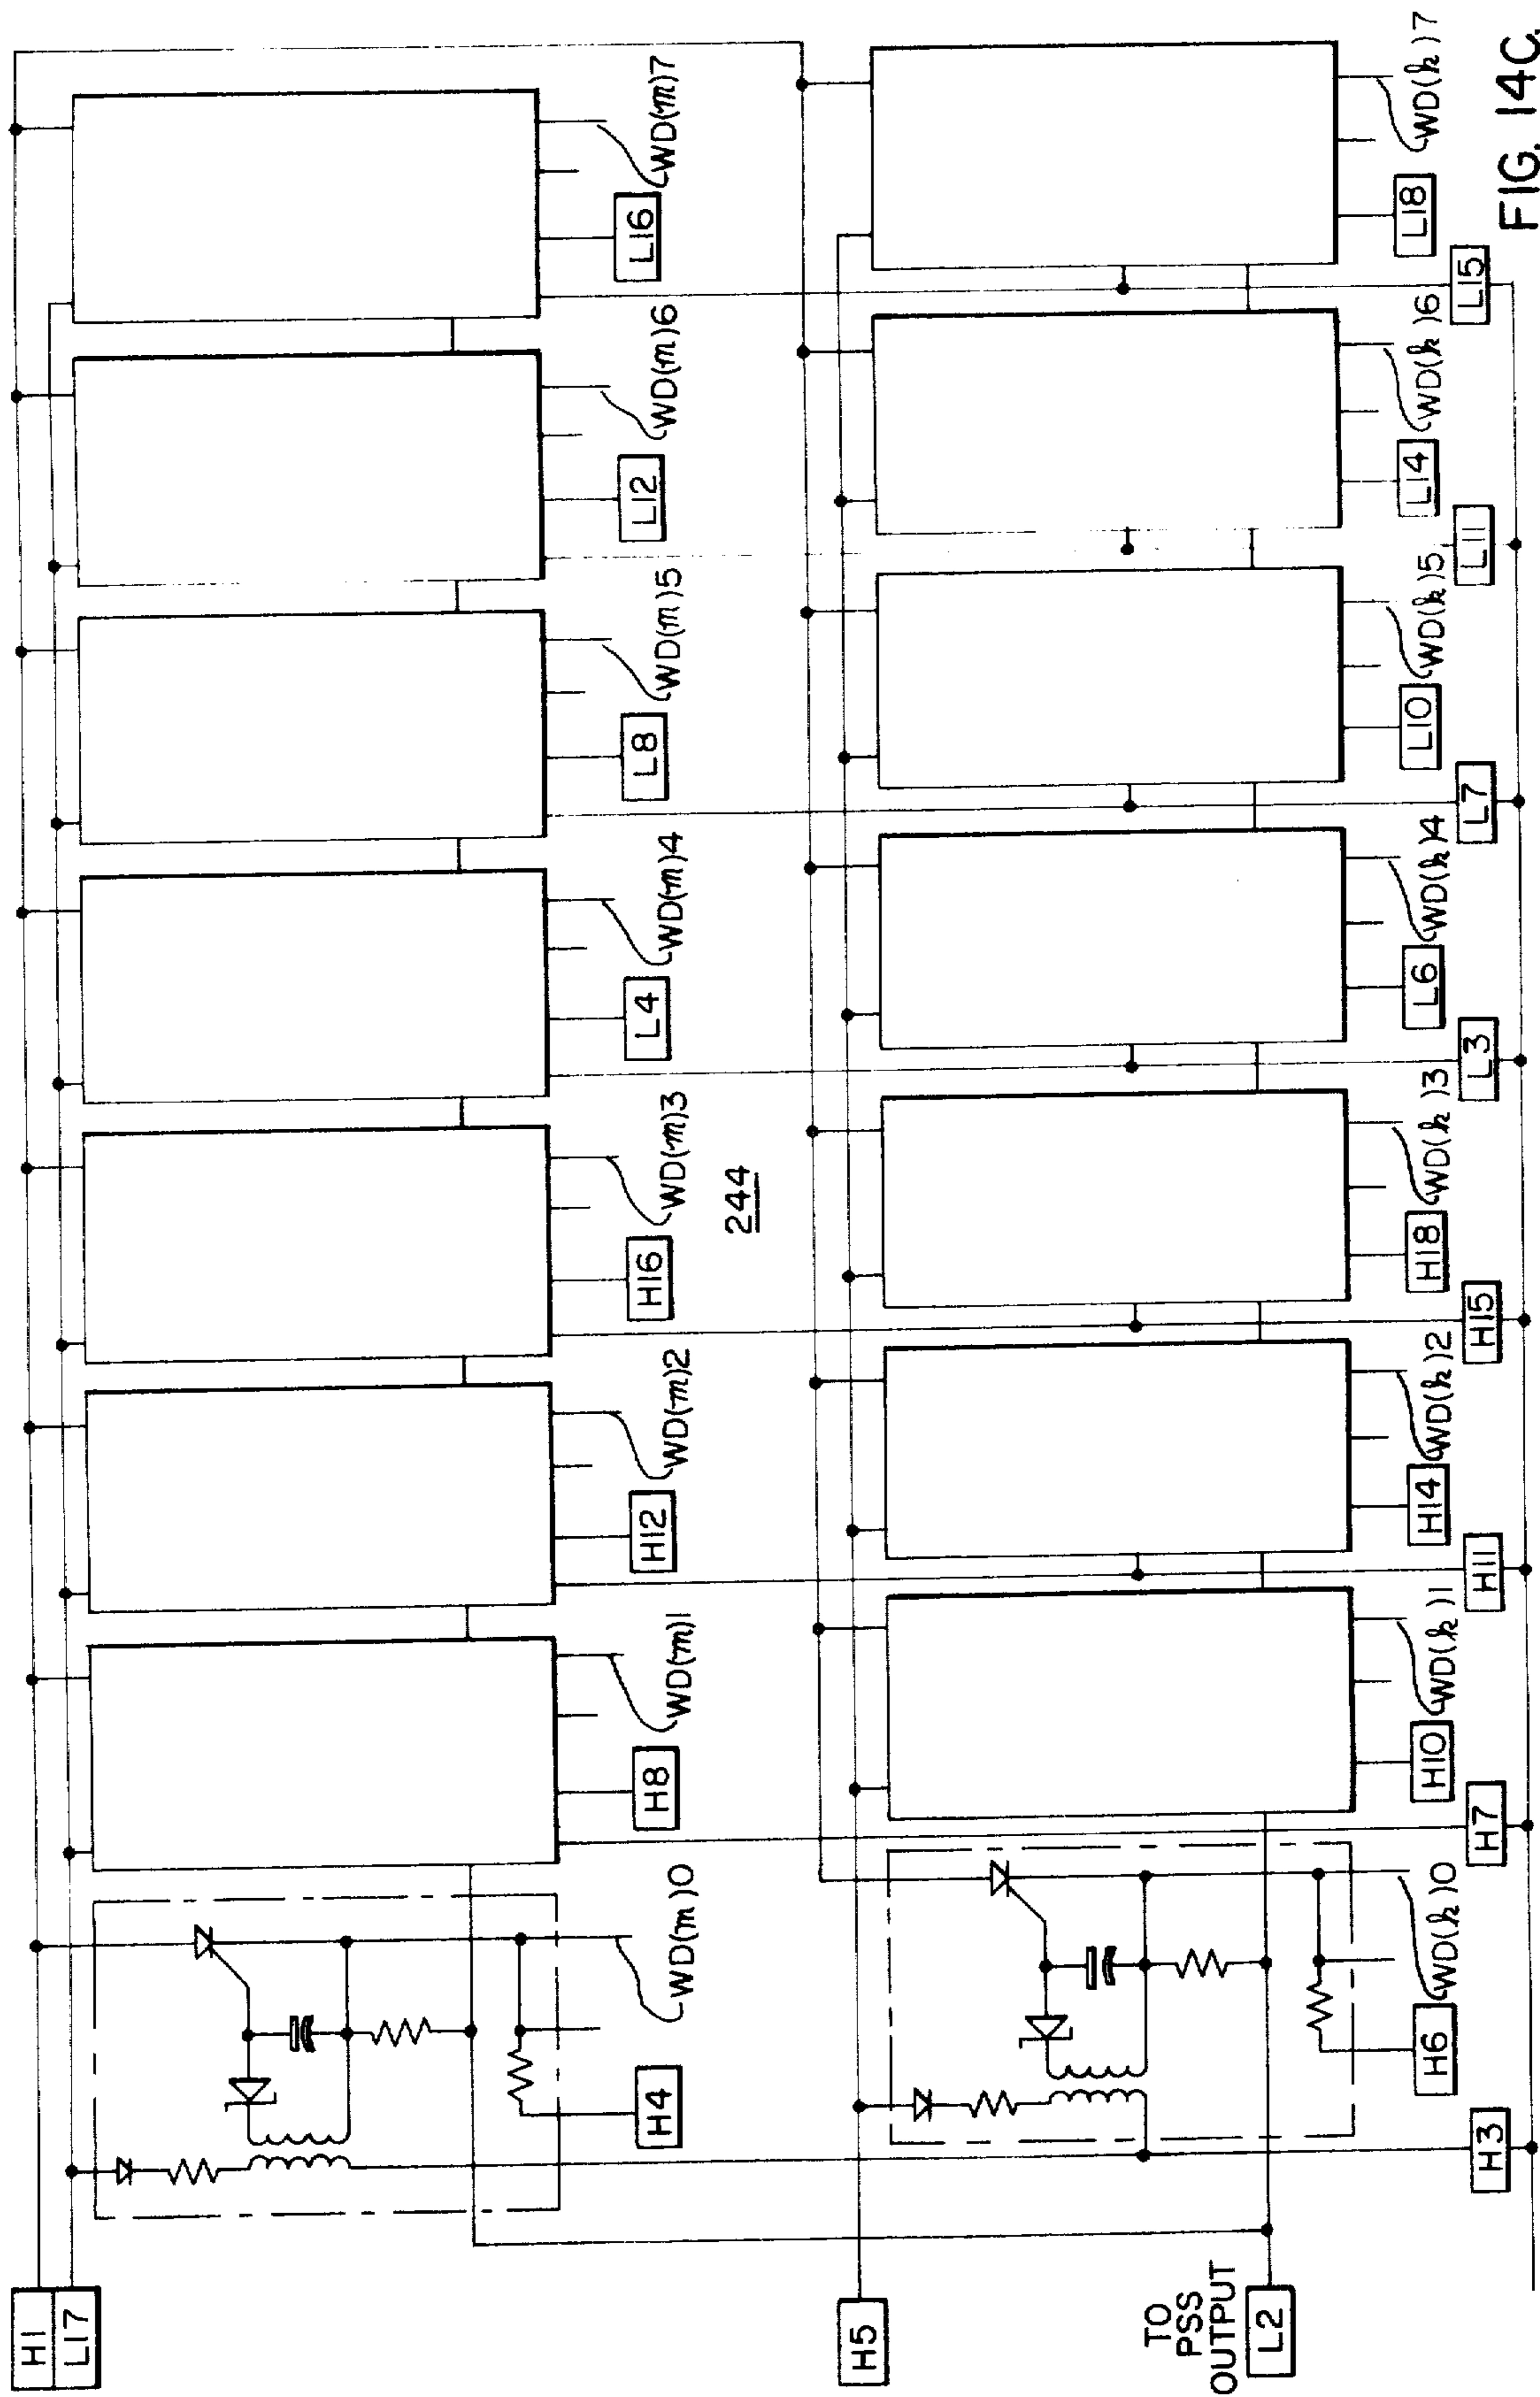 H1
L17
H4
WD(m)0
H8
WD(m)1
H12
WD(m)2
H16
WD(m)3
L4
WD(m)4
L8
WD(m)5
L12
WD(m)6
L16
WD(m)7
244
H5
TO
PSS
OUTPUT
L2
H6
WD(k)0
H10
WD(k)1
H14
WD(k)2
H18
WD(k)3
L6
WD(k)4
L10
WD(k)5
L14
WD(k)6
L18
WD(k)7
H3
H7
H11
H15
L3
L7
L11
L15
FIG. 14C.